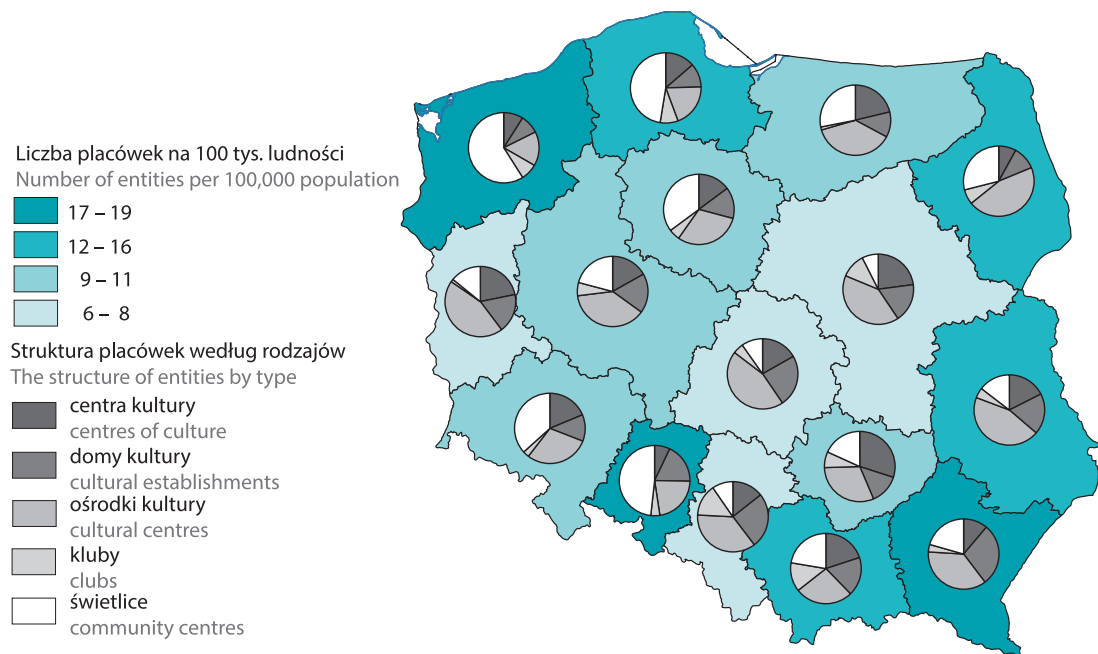 Liczba placówek na 100 tys. ludności
Number of entities per 100,000 population
17 – 19
12 – 16
9 – 11
6 – 8
Struktura placówek według rodzajów
The structure of entities by type
centra kultury
centres of culture
domy kultury
cultural establishments
ośrodki kultury
cultural centres
kluby
clubs
świetlice
community centres